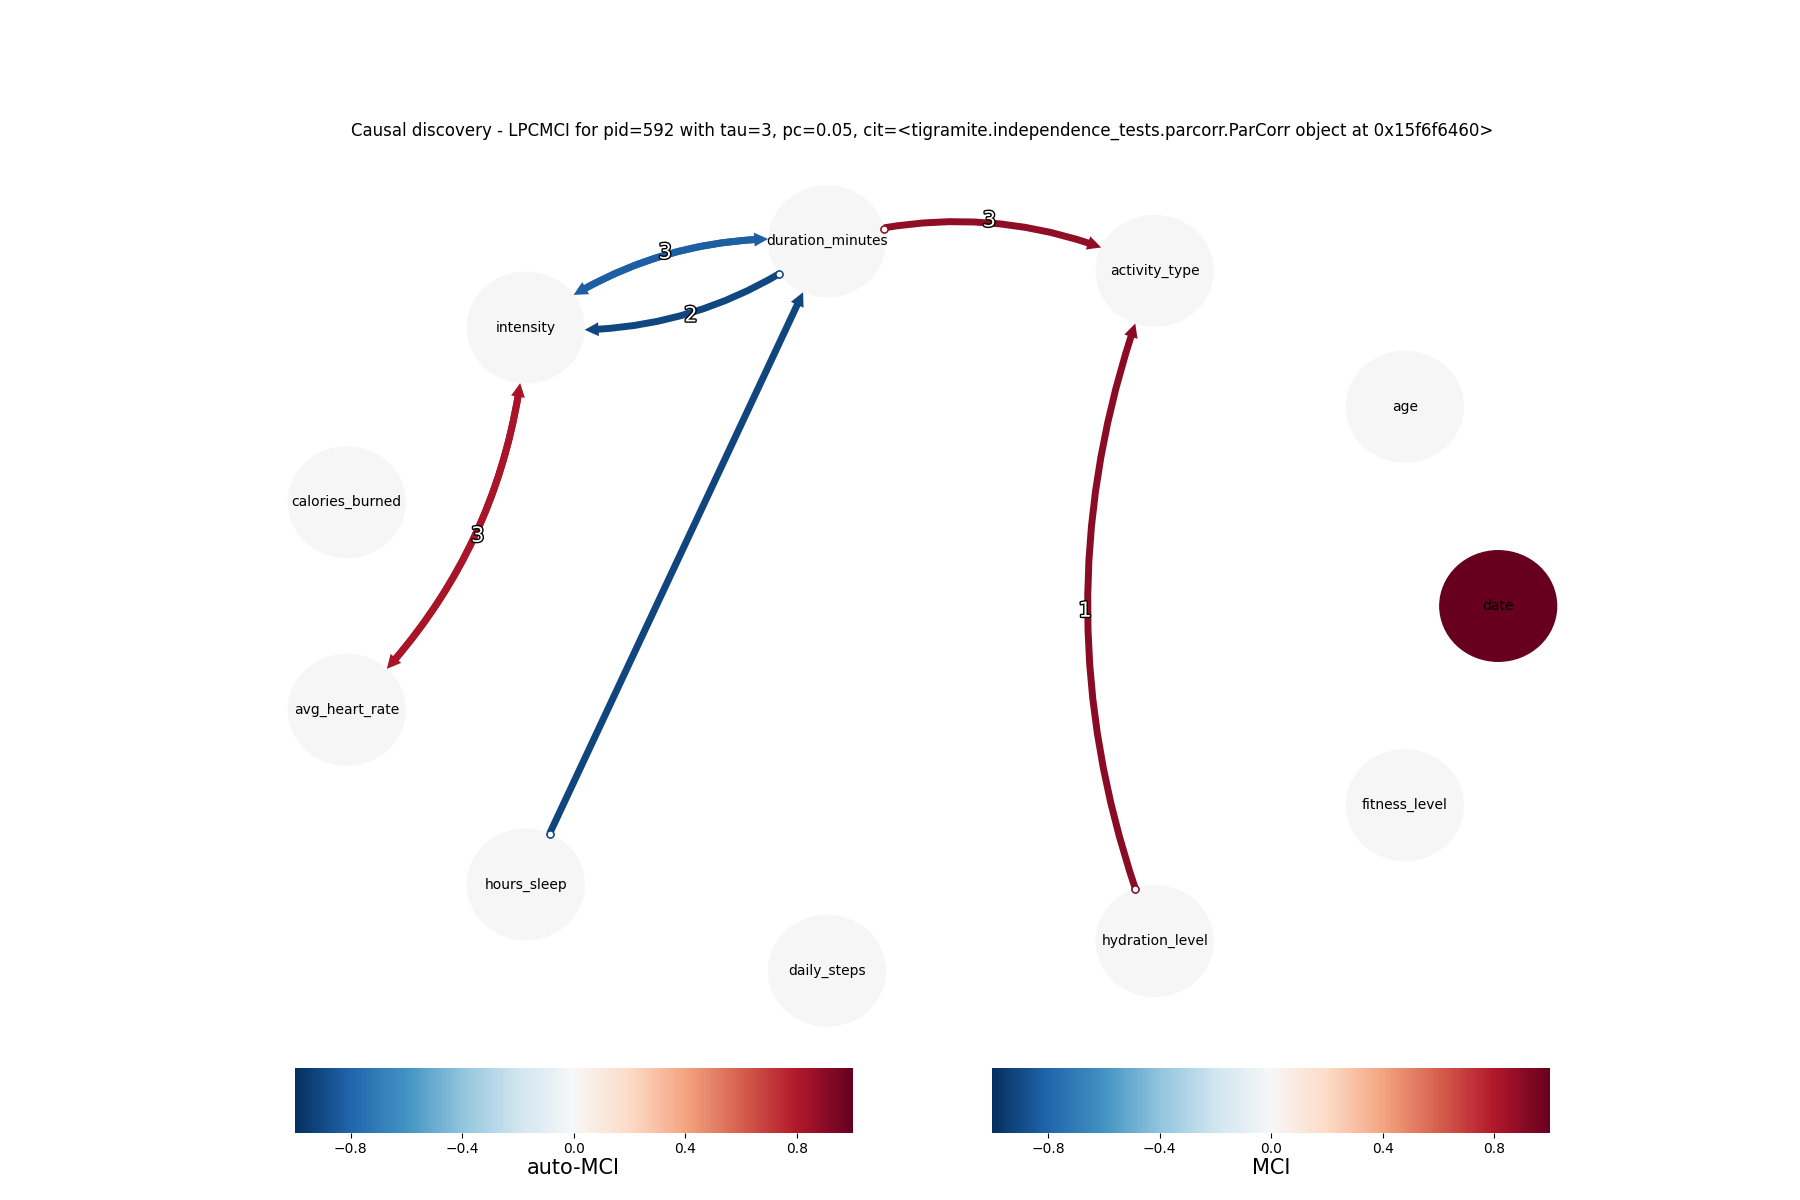 Causal discovery - LPCMCI for pid=592 with tau=3, pc=0.05, cit=<tigramite.independence_tests.parcorr.ParCorr object at 0x15f6f6460>
3
duration_minutes
3
activity_type
2
intensity
age
calories_burned
3
date
1
avg_heart_rate
fitness_level
hours_sleep
hydration_level
daily_steps
−0.8 −0.4 0.0 0.4 0.8
auto-MCI
−0.8 −0.4 0.0 0.4 0.8
MCI